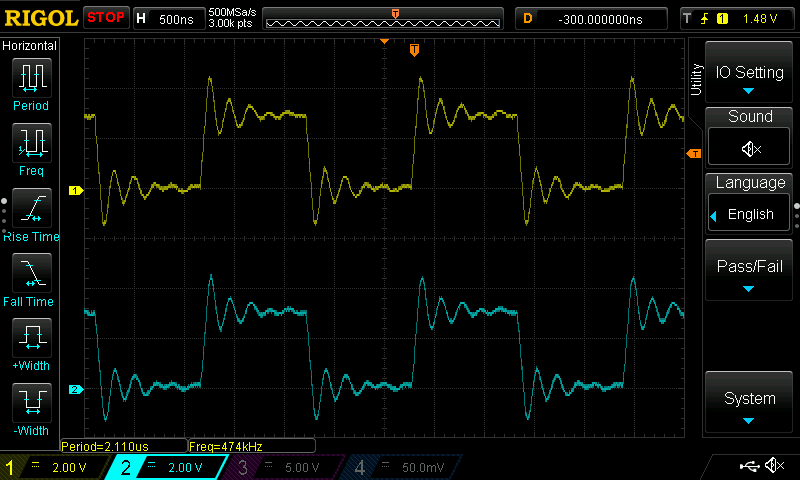 RIGOL STOP H 500ns 500MSa/s 3.00k pts T D -300.000000ns T 1 1.48 V
Horizontal
Period
Freq
Rise Time
Fall Time
+Width
-Width
T
1
2
T
Utility
IO Setting
Sound
Language
English
Pass/Fail
System
Period=2.110us Freq=474kHz
1 2.00 V 2 2.00 V 3 5.00 V 4 50.0mV